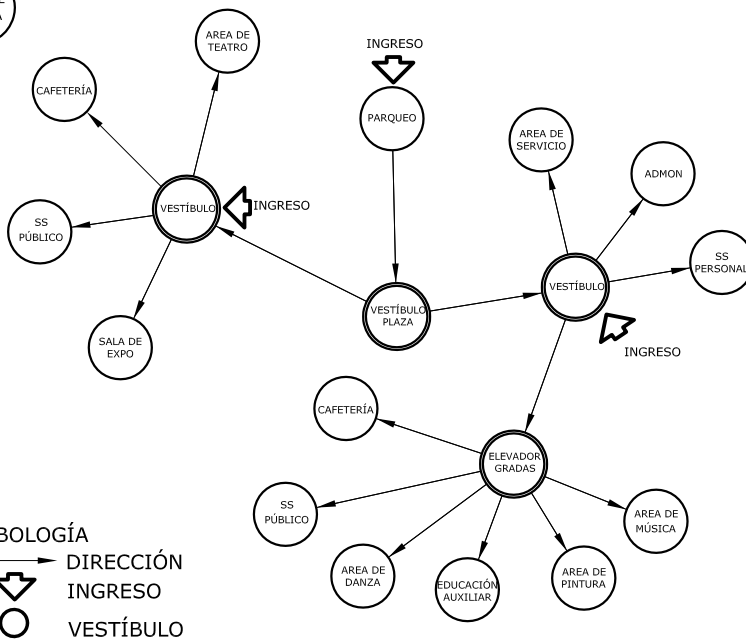 AREA DE
TEATRO
INGRESO
CAFETERÍA
PARQUEO
AREA DE
SERVICIO
ADMON
VESTÍBULO
INGRESO
SS
PÚBLICO
SS
PERSONAL
VESTÍBULO
VESTÍBULO
PLAZA
SALA DE
EXPO
INGRESO
CAFETERÍA
ELEVADOR
GRADAS
SS
PÚBLICO
AREA DE
MÚSICA
AREA DE
DANZA
EDUCACIÓN
AUXILIAR
AREA DE
PINTURA
BOLOGÍA
DIRECCIÓN
INGRESO
VESTÍBULO